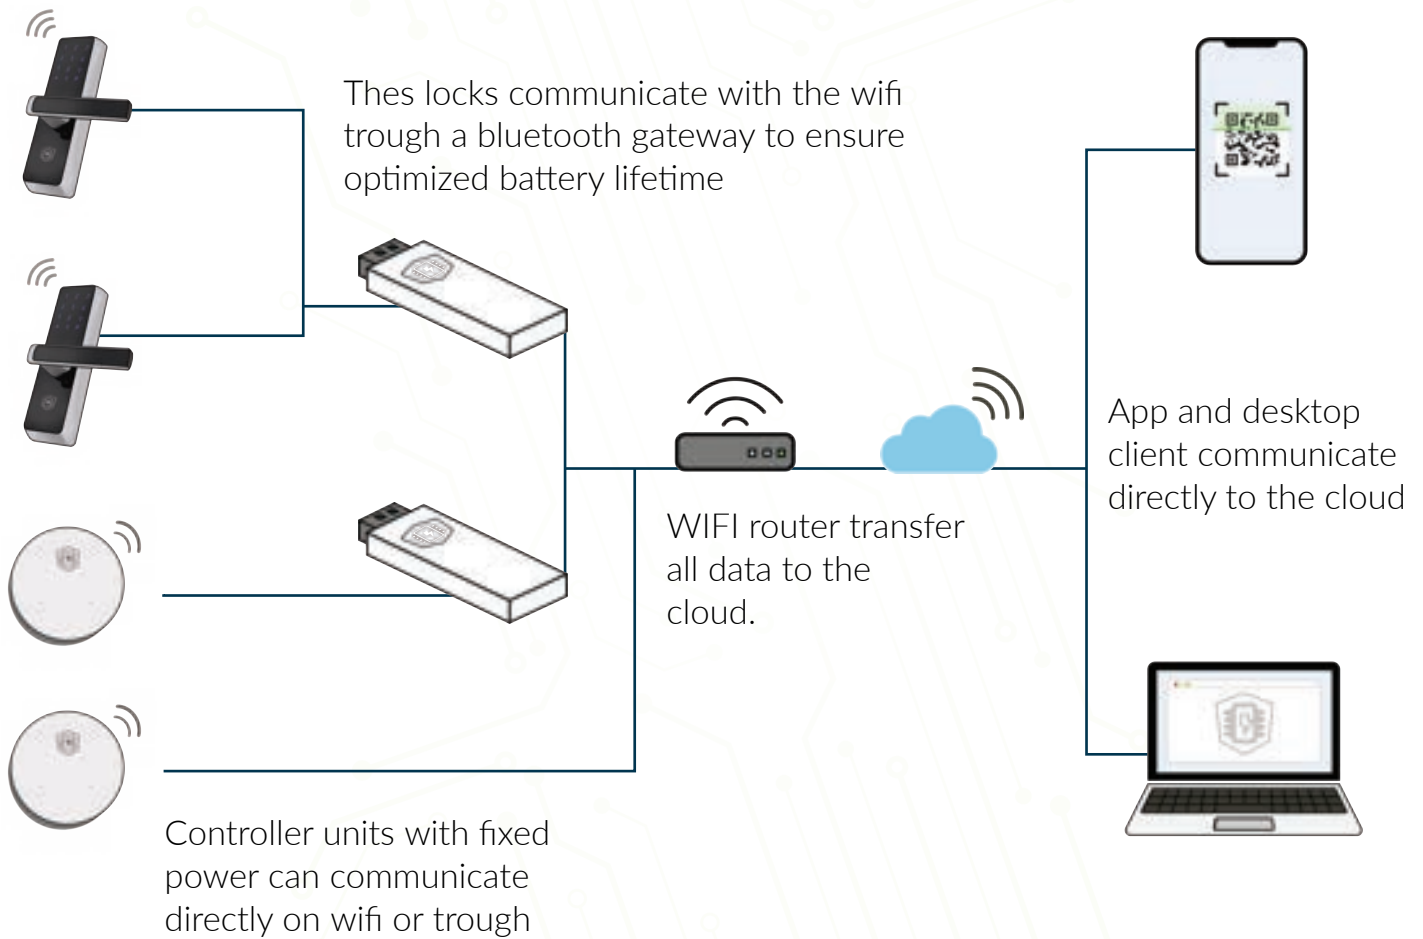 Thes locks communicate with the wifi
trough a bluetooth gateway to ensure
optimized battery lifetime
App and desktop
client communicate
directly to the cloud
WIFI router transfer
all data to the
cloud.
Controller units with fixed
power can communicate
directly on wifi or trough